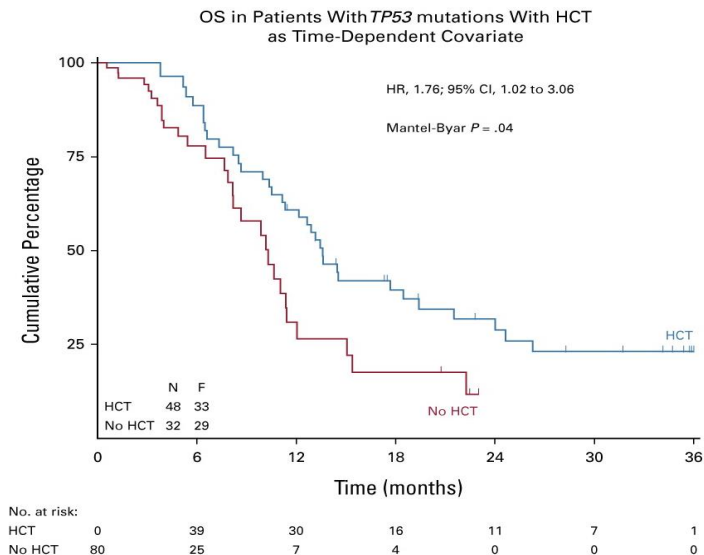 OS in Patients With TP53 mutations With HCT
as Time-Dependent Covariate
HR, 1.76; 95% CI, 1.02 to 3.06
Mantel-Byar P = .04
Cumulative Percentage
100
75
50
25
HCT
No HCT
N F
HCT 48 33
No HCT 32 29
0 6 12 18 24 30 36
Time (months)
No. at risk:
HCT 0 39 30 16 11 7 1
No HCT 80 25 7 4 0 0 0